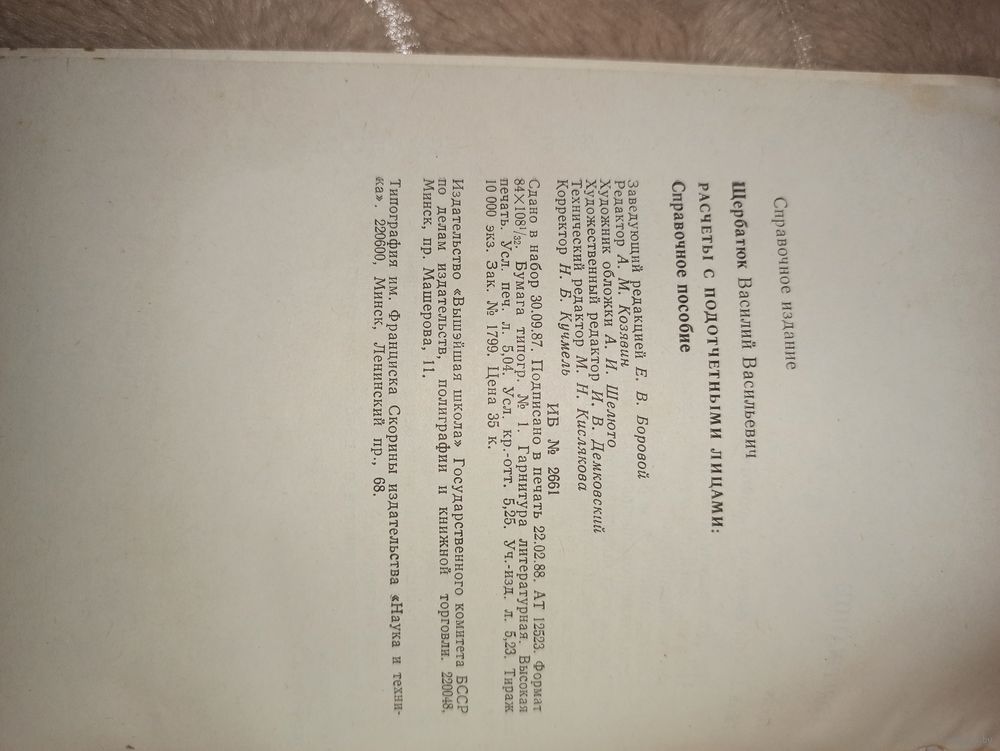 Справочное издание
Щербатюк Василий Васильевич
РАСЧЕТЫ С ПОДОТЧЕТНЫМИ ЛИЦАМИ:
Справочное пособие
Заведующий редакцией Е. В. Боровой
Редактор А. М. Козявин
Художник обложки А. И. Шелюто
Художественный редактор И. В. Демковский
Технический редактор М. Н. Кислякова
Корректор Н. Б. Кучмель
ИБ № 2661
Сдано в набор 30.09.87. Подписано в печать 22.02.88. АТ 12523. Формат
84×108¹/₃₂. Бумага типогр. № 1. Гарнитура литературная. Высокая
печать. Усл. печ. л. 5,04. Усл. кр.-отт. 5,25. Уч.-изд. л. 5,23. Тираж
10 000 экз. Зак. № 1799. Цена 35 к.
Издательство «Вышэйшая школа» Государственного комитета БССР
по делам издательств, полиграфии и книжной торговли. 220048,
Минск, пр. Машерова, 11.
Типография им. Франциска Скорины издательства «Наука и техни-
ка». 220600, Минск, Ленинский пр., 68.